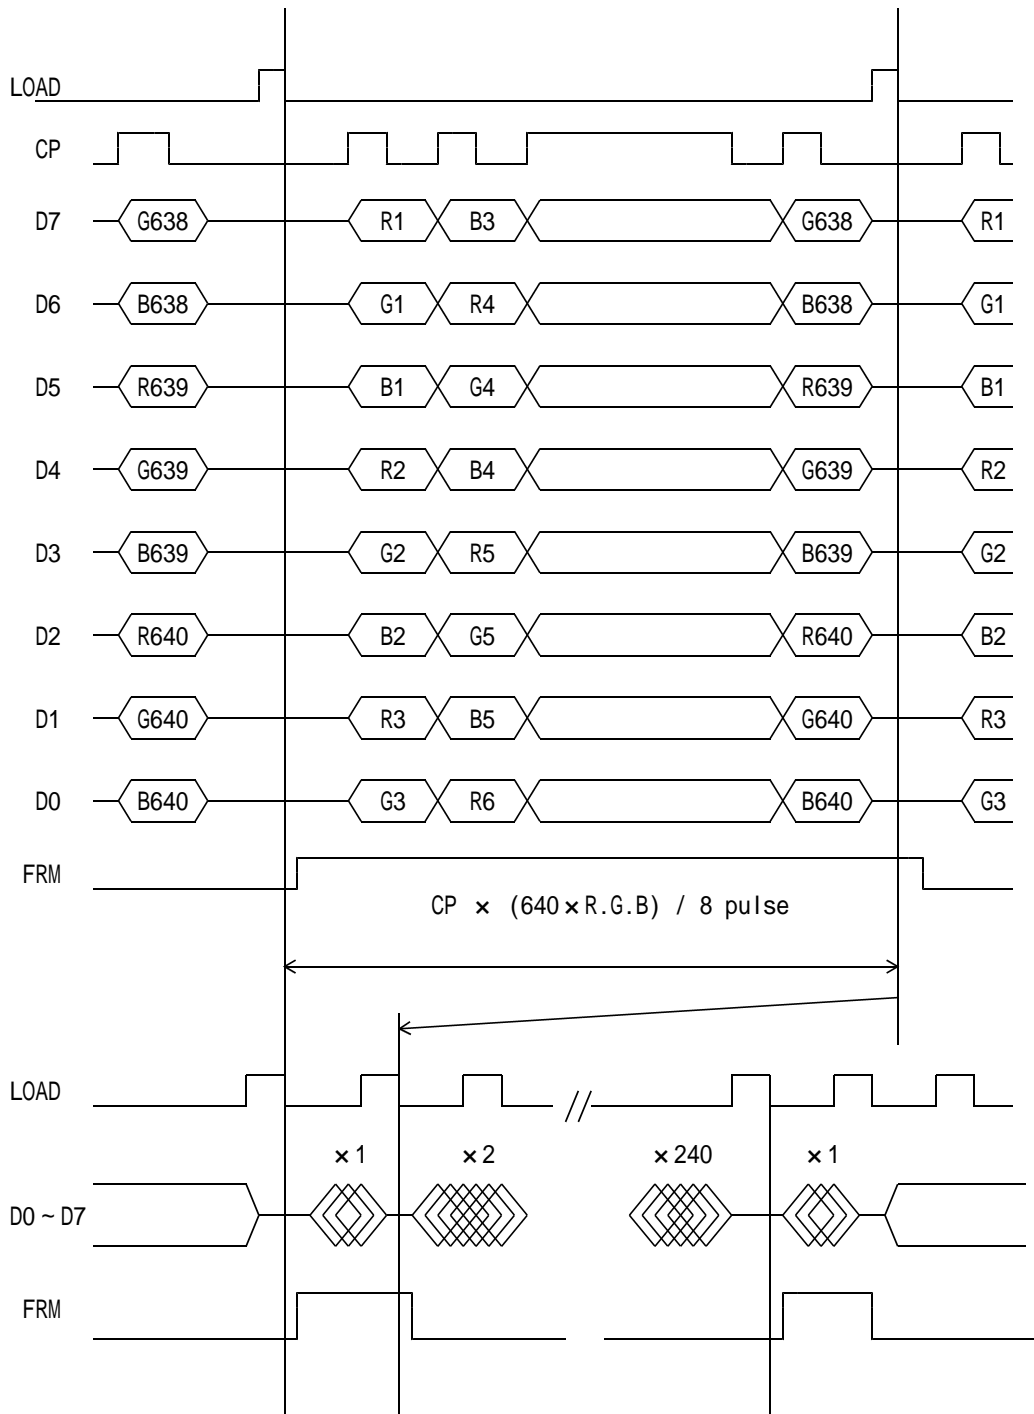 LOAD
CP
D7 G638 R1 B3 G638 R1
D6 B638 G1 R4 B638 G1
D5 R639 B1 G4 R639 B1
D4 G639 R2 B4 G639 R2
D3 B639 G2 R5 B639 G2
D2 R640 B2 G5 R640 B2
D1 G640 R3 B5 G640 R3
D0 B640 G3 R6 B640 G3
FRM
CP × (640×R.G.B) / 8 pulse
LOAD
//
×1 ×2 ×240 ×1
D0~D7
FRM